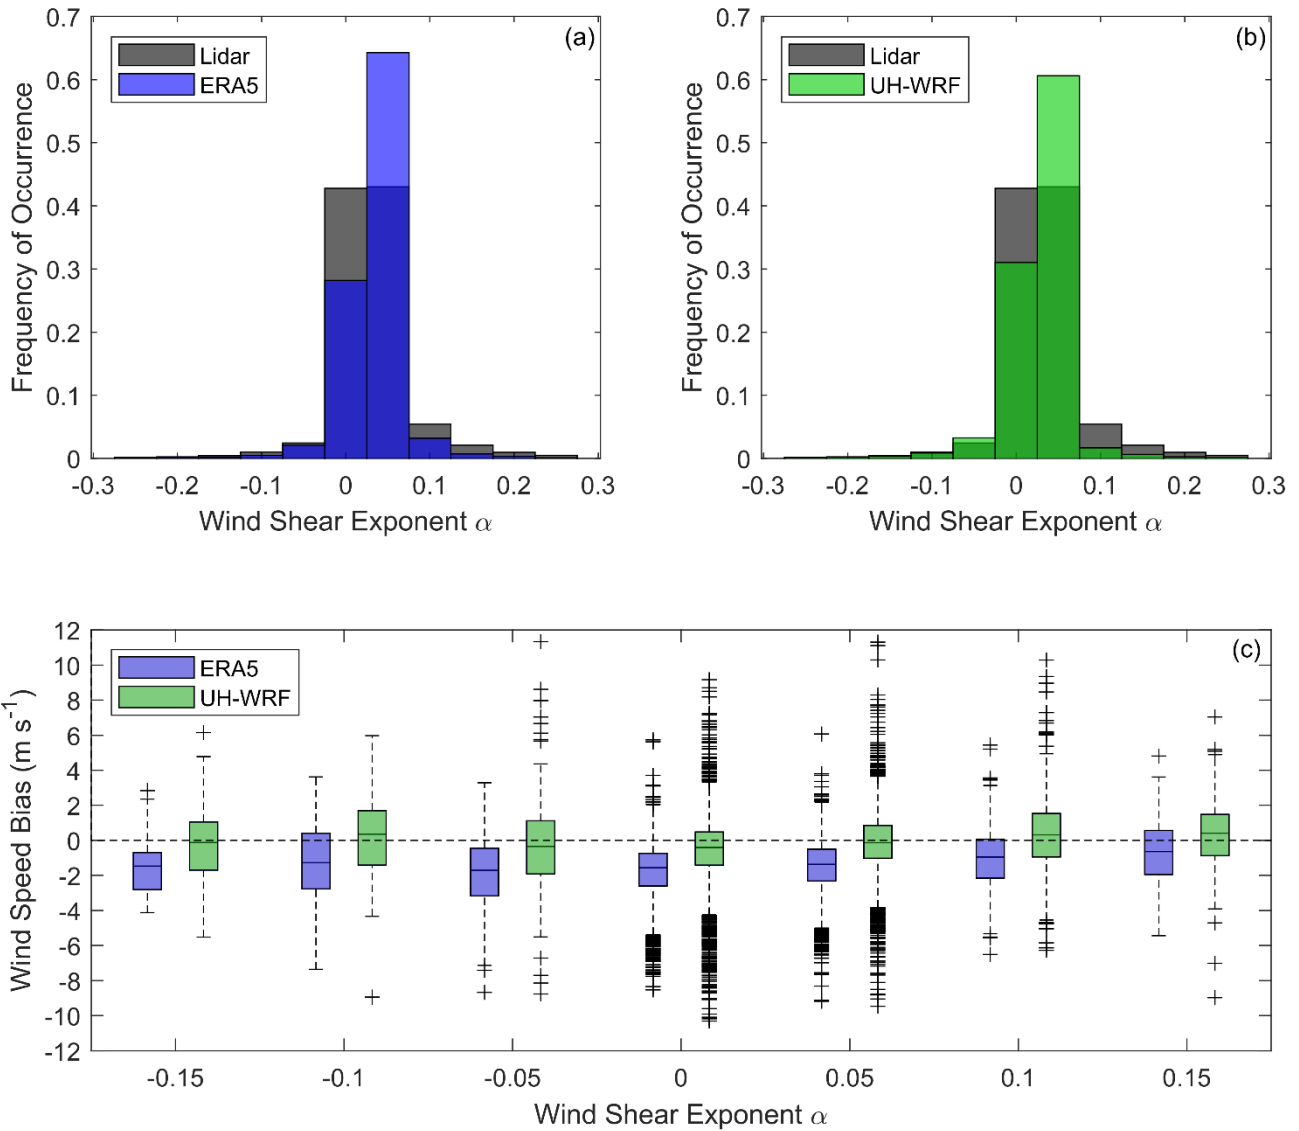 (a)
Lidar
ERA5
0.7
0.6
0.5
0.4
0.3
0.2
0.1
0
Frequency of Occurrence
-0.3 -0.2 -0.1 0 0.1 0.2 0.3
Wind Shear Exponent α
(b)
Lidar
UH-WRF
0.7
0.6
0.5
0.4
0.3
0.2
0.1
0
Frequency of Occurrence
-0.3 -0.2 -0.1 0 0.1 0.2 0.3
Wind Shear Exponent α
(c)
ERA5
UH-WRF
12
10
8
6
4
2
0
-2
-4
-6
-8
-10
-12
Wind Speed Bias (m s⁻¹)
-0.15 -0.1 -0.05 0 0.05 0.1 0.15
Wind Shear Exponent α